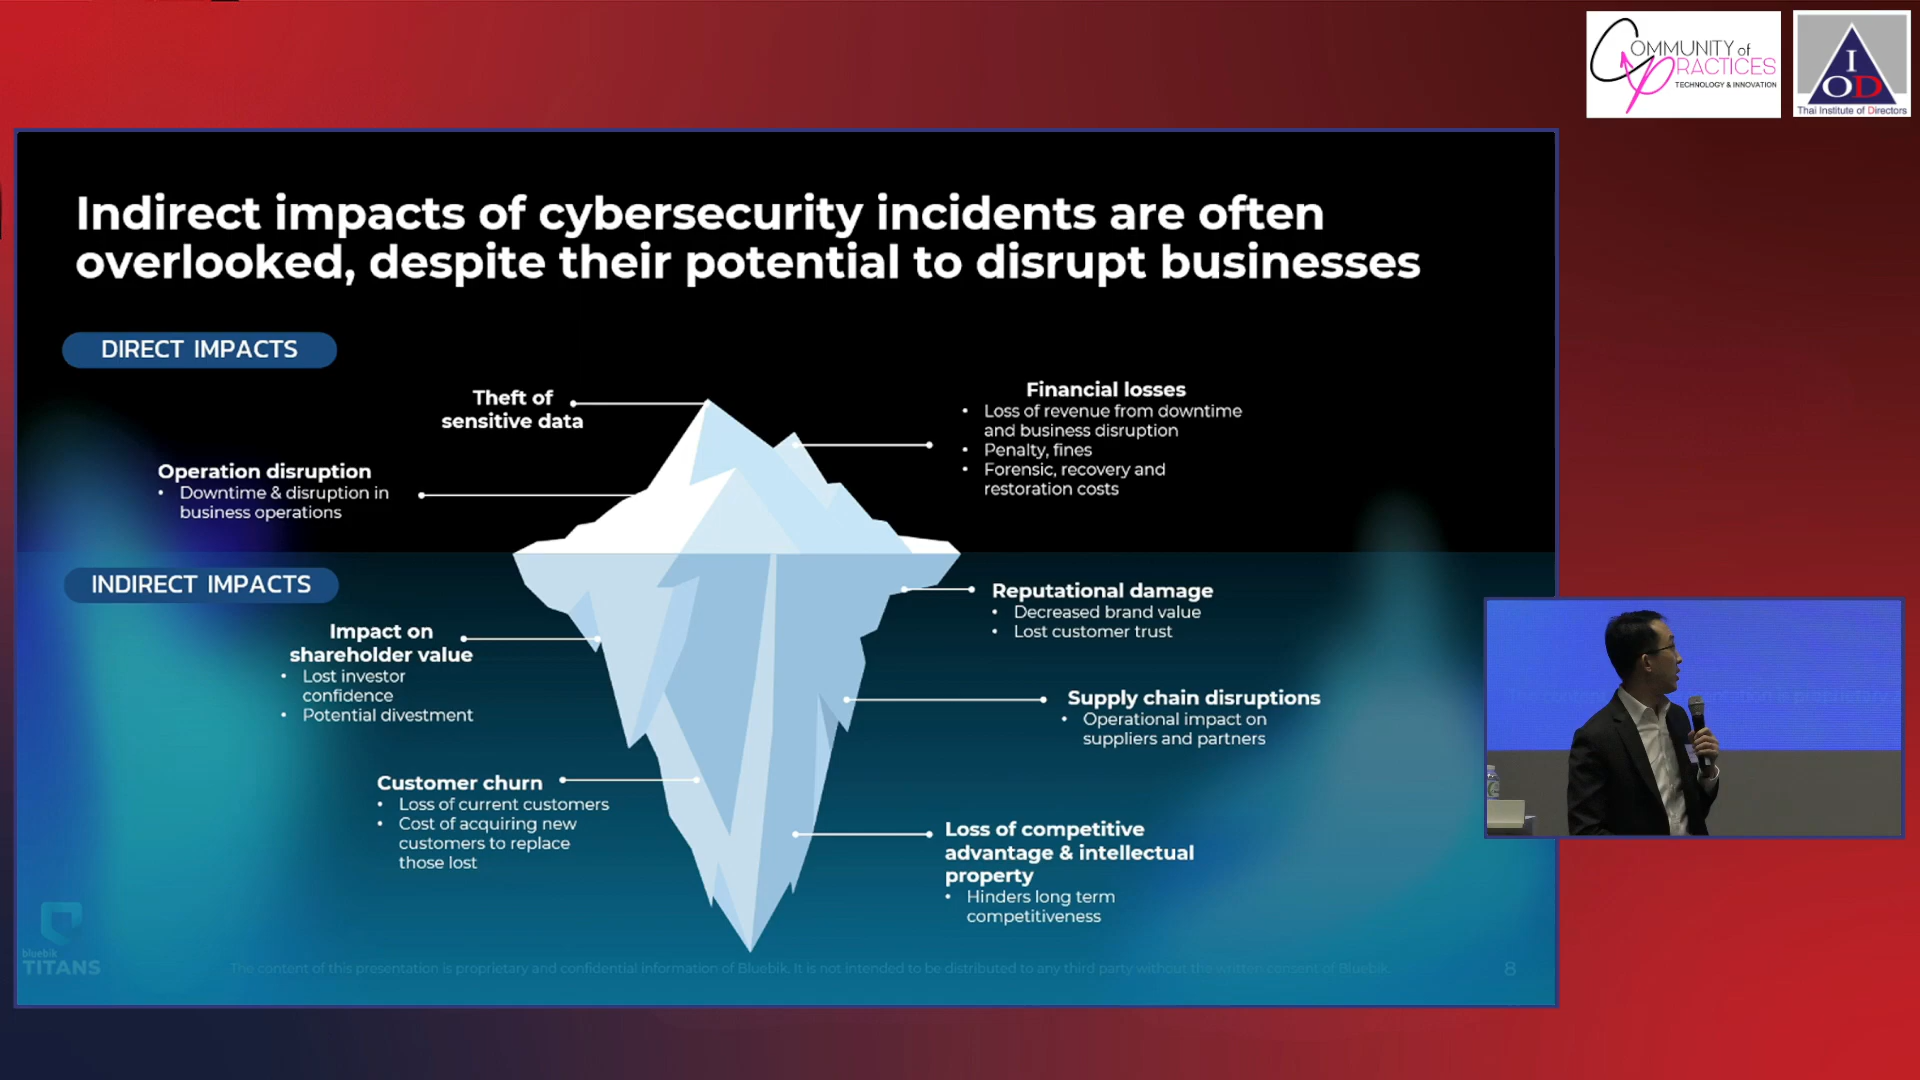 COMMUNITY of
PRACTICES
TECHNOLOGY & INNOVATION
I
OD
Thai Institute of Directors
Indirect impacts of cybersecurity incidents are often
overlooked, despite their potential to disrupt businesses
DIRECT IMPACTS
Theft of
sensitive data
Operation disruption
• Downtime & disruption in
business operations
Financial losses
• Loss of revenue from downtime
and business disruption
• Penalty, fines
• Forensic, recovery and
restoration costs
INDIRECT IMPACTS
Impact on
shareholder value
• Lost investor
confidence
• Potential divestment
Customer churn
• Loss of current customers
• Cost of acquiring new
customers to replace
those lost
Reputational damage
• Decreased brand value
• Lost customer trust
Supply chain disruptions
• Operational impact on
suppliers and partners
Loss of competitive
advantage & intellectual
property
• Hinders long term
competitiveness
bluebik
TITANS
The content of this presentation is proprietary and confidential information of Bluebik. It is not intended to be distributed to any third party without the written consent of Bluebik.
8